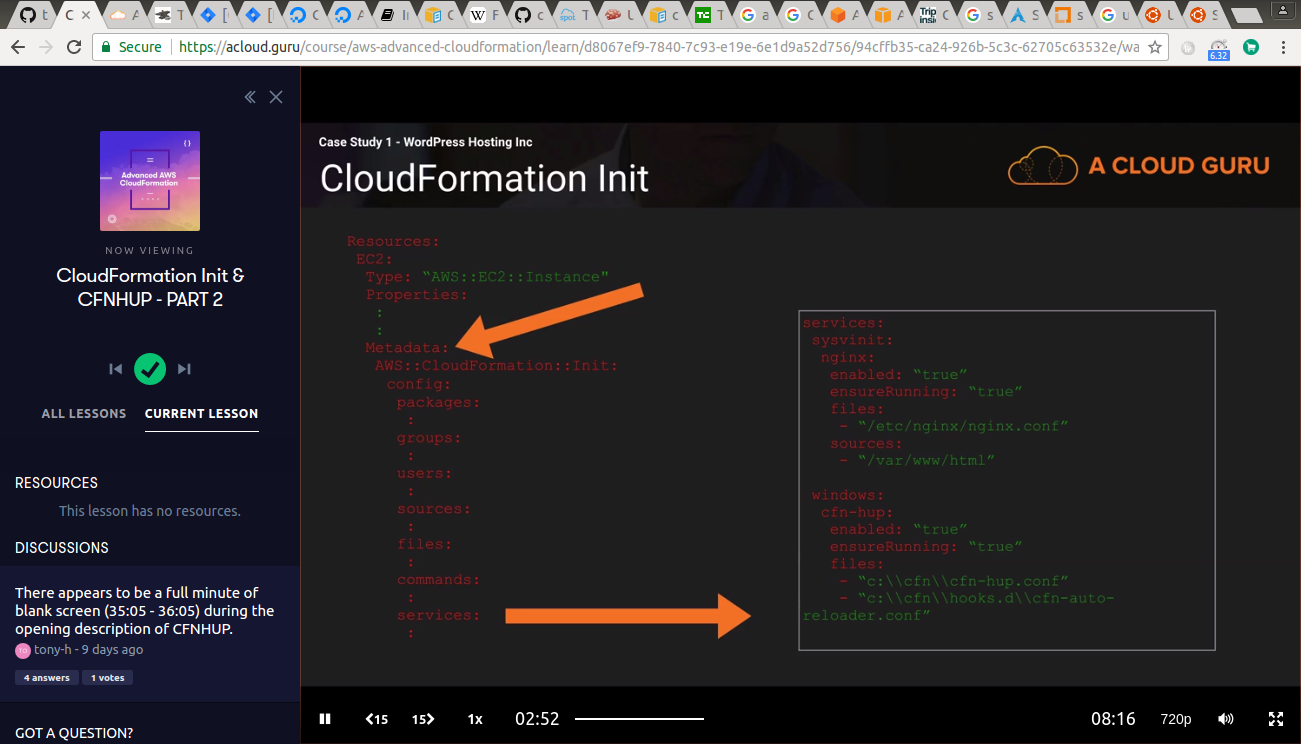 Secure
https://acloud.guru/course/aws-advanced-cloudformation/learn/d8067ef9-7840-7c93-e19e-6e1d9a52d756/94cffb35-ca24-926b-5c3c-62705c63532e/wa
6.32
Advanced AWS
CloudFormation
NOW VIEWING
CloudFormation Init &
CFNHUP - PART 2
ALL LESSONS
CURRENT LESSON
RESOURCES
This lesson has no resources.
DISCUSSIONS
There appears to be a full minute of
blank screen (35:05 - 36:05) during the
opening description of CFNHUP.
tony-h - 9 days ago
4 answers
1 votes
GOT A QUESTION?
Case Study 1 - WordPress Hosting Inc
CloudFormation Init
A CLOUD GURU
Resources:
EC2:
Type: “AWS::EC2::Instance"
Properties:
:
:
Metadata:
AWS::CloudFormation::Init:
config:
packages:
:
groups:
:
users:
:
sources:
:
files:
:
commands:
:
services:
:
services:
sysvinit:
nginx:
enabled: “true”
ensureRunning: “true”
files:
- “/etc/nginx/nginx.conf”
sources:
- “/var/www/html”
windows:
cfn-hup:
enabled: “true”
ensureRunning: “true”
files:
- “c:\\cfn\\cfn-hup.conf”
- “c:\\cfn\\hooks.d\\cfn-auto-
reloader.conf”
15
15
1x
02:52
08:16
720p